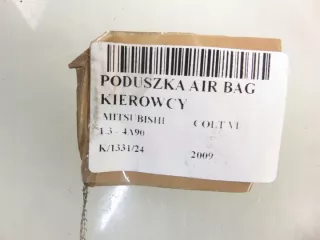 PODUSZKA AIR BAG
KIEROWCY
MITSUBISHI COLT VI
1.3 - 4A90
K/1331/24 2009